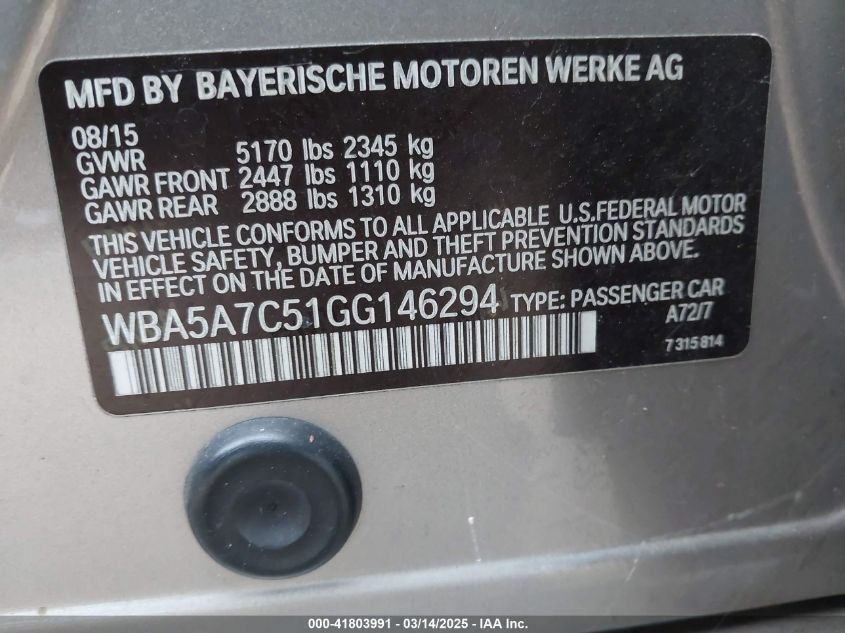 MFD BY BAYERISCHE MOTOREN WERKE AG
08/15
GVWR 5170 lbs 2345 kg
GAWR FRONT 2447 lbs 1110 kg
GAWR REAR 2888 lbs 1310 kg
THIS VEHICLE CONFORMS TO ALL APPLICABLE U.S.FEDERAL MOTOR
VEHICLE SAFETY, BUMPER AND THEFT PREVENTION STANDARDS
IN EFFECT ON THE DATE OF MANUFACTURE SHOWN ABOVE.
WBA5A7C51GG146294 TYPE: PASSENGER CAR
A72/7
7 315 814
000-41803991 - 03/14/2025 - IAA Inc.